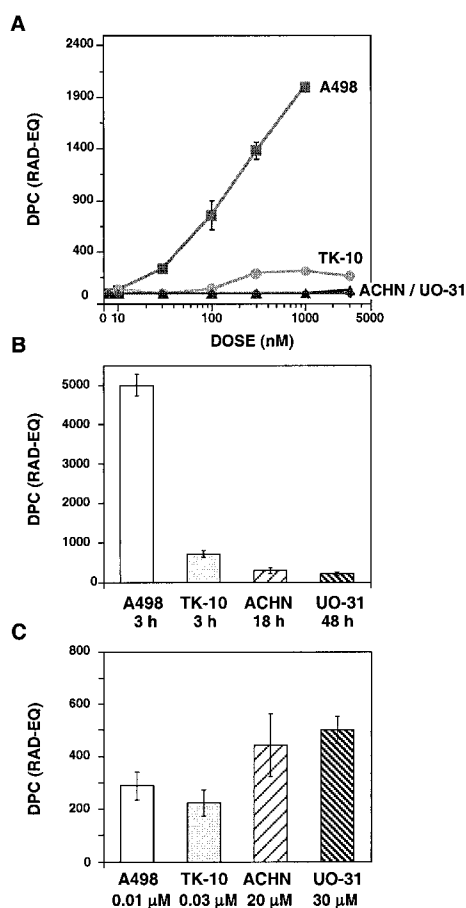 A
2400
1900
1400
900
400
0
DPC (RAD-EQ)
A498
TK-10
ACHN / UO-31
0 10 100 1000 5000
DOSE (nM)
B
5000
4000
3000
2000
1000
0
DPC (RAD-EQ)
A498 TK-10 ACHN UO-31
3 h 3 h 18 h 48 h
C
800
600
400
200
0
DPC (RAD-EQ)
A498 TK-10 ACHN UO-31
0.01 µM 0.03 µM 20 µM 30 µM